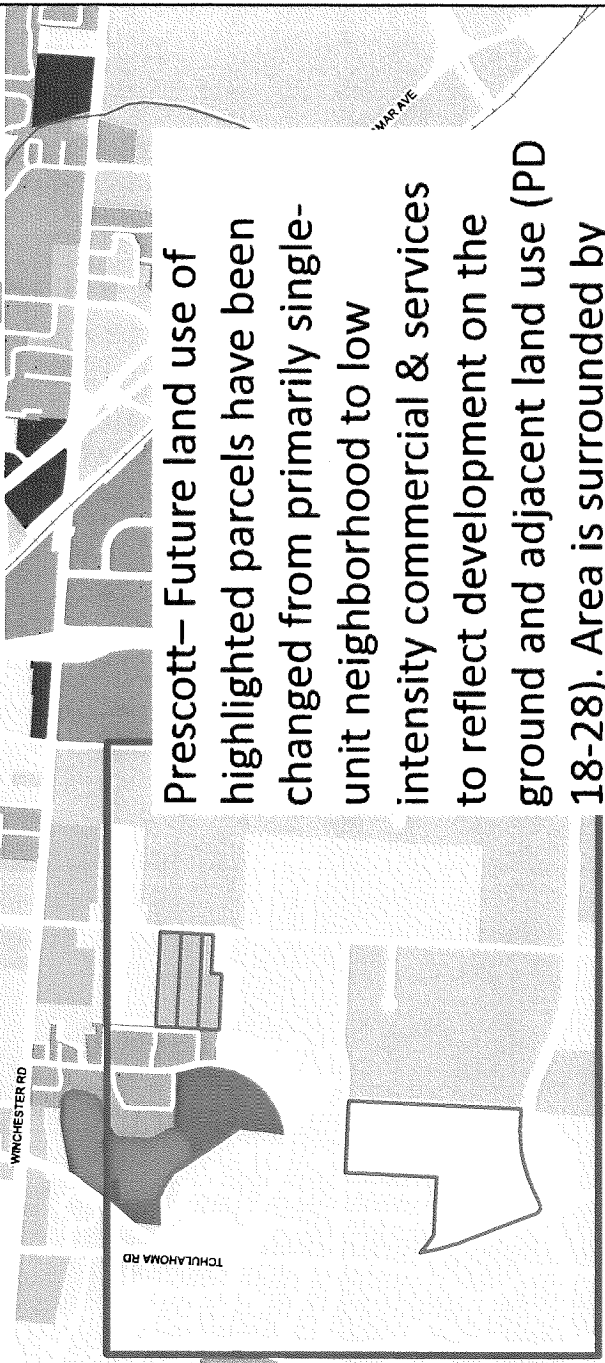 WINCHESTER RD
TCHULAHOMA RD
MAR AVE
Prescott– Future land use of
highlighted parcels have been
changed from primarily single-
unit neighborhood to low
intensity commercial & services
to reflect development on the
ground and adjacent land use (PD
18-28). Area is surrounded by